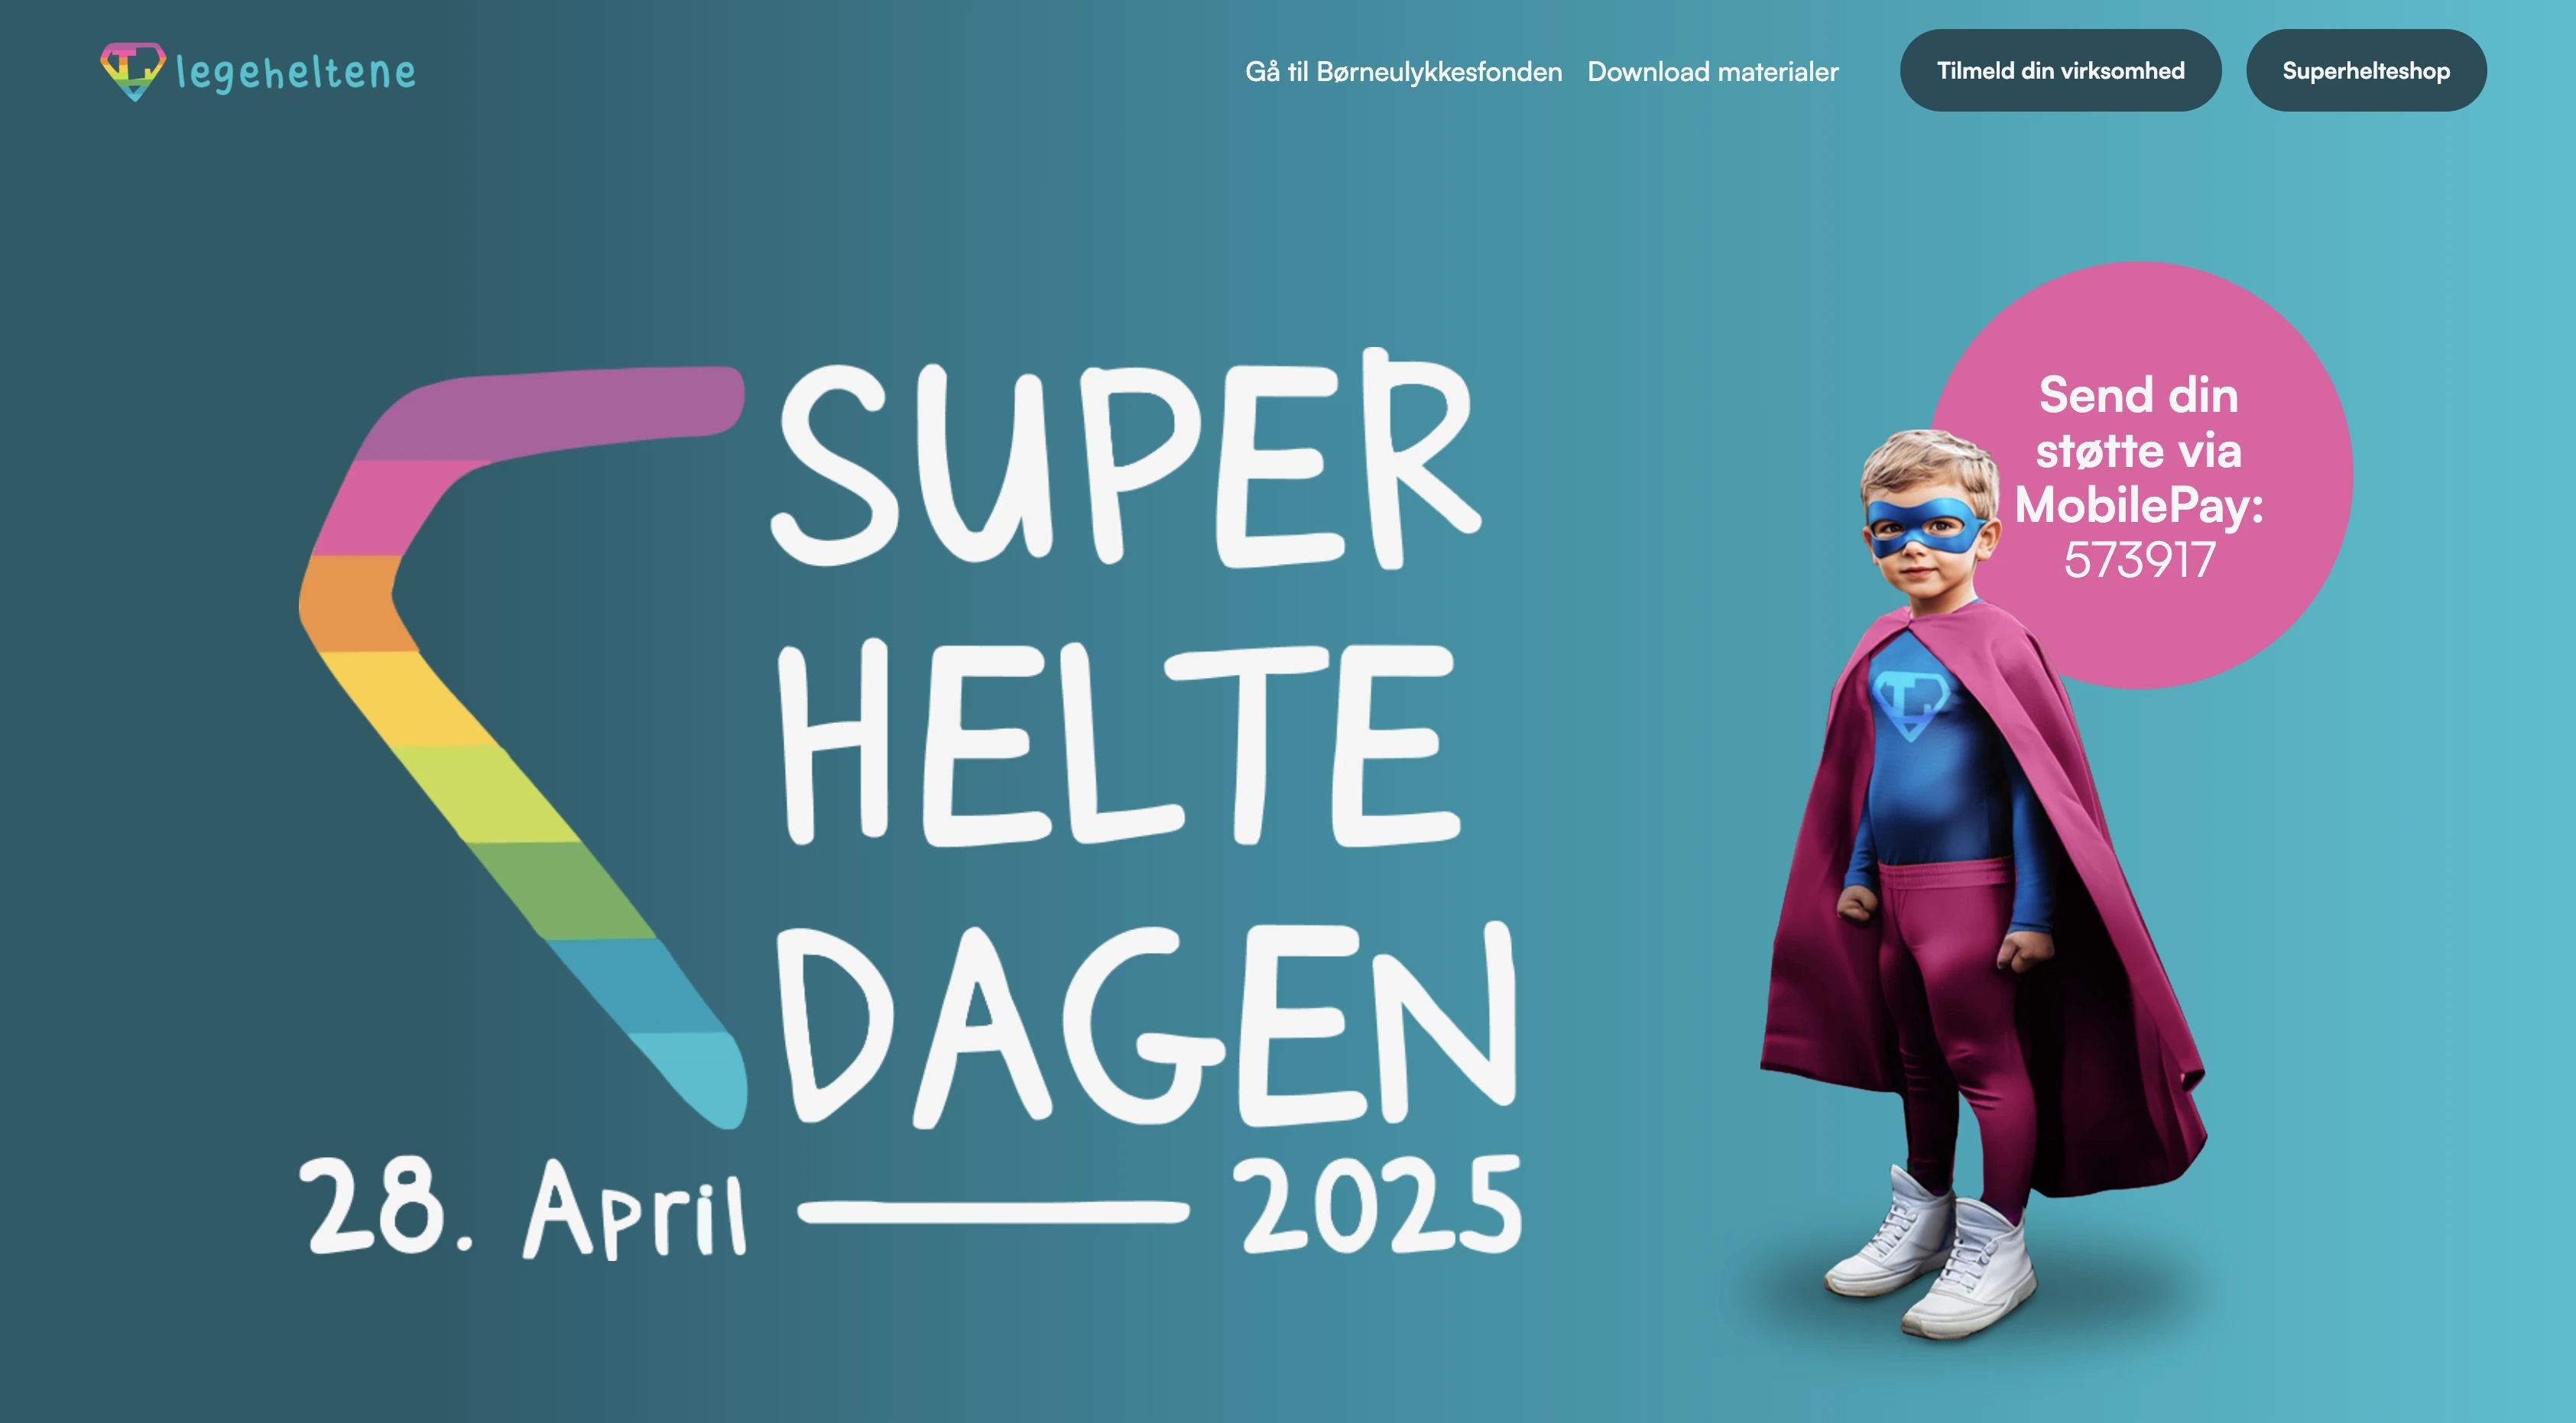 legeheltene
Gå til Børneulykkesfonden
Download materialer
Tilmeld din virksomhed
Superhelteshop
SUPER
HELTE
DAGEN
28. April — 2025
Send din
støtte via
MobilePay:
573917